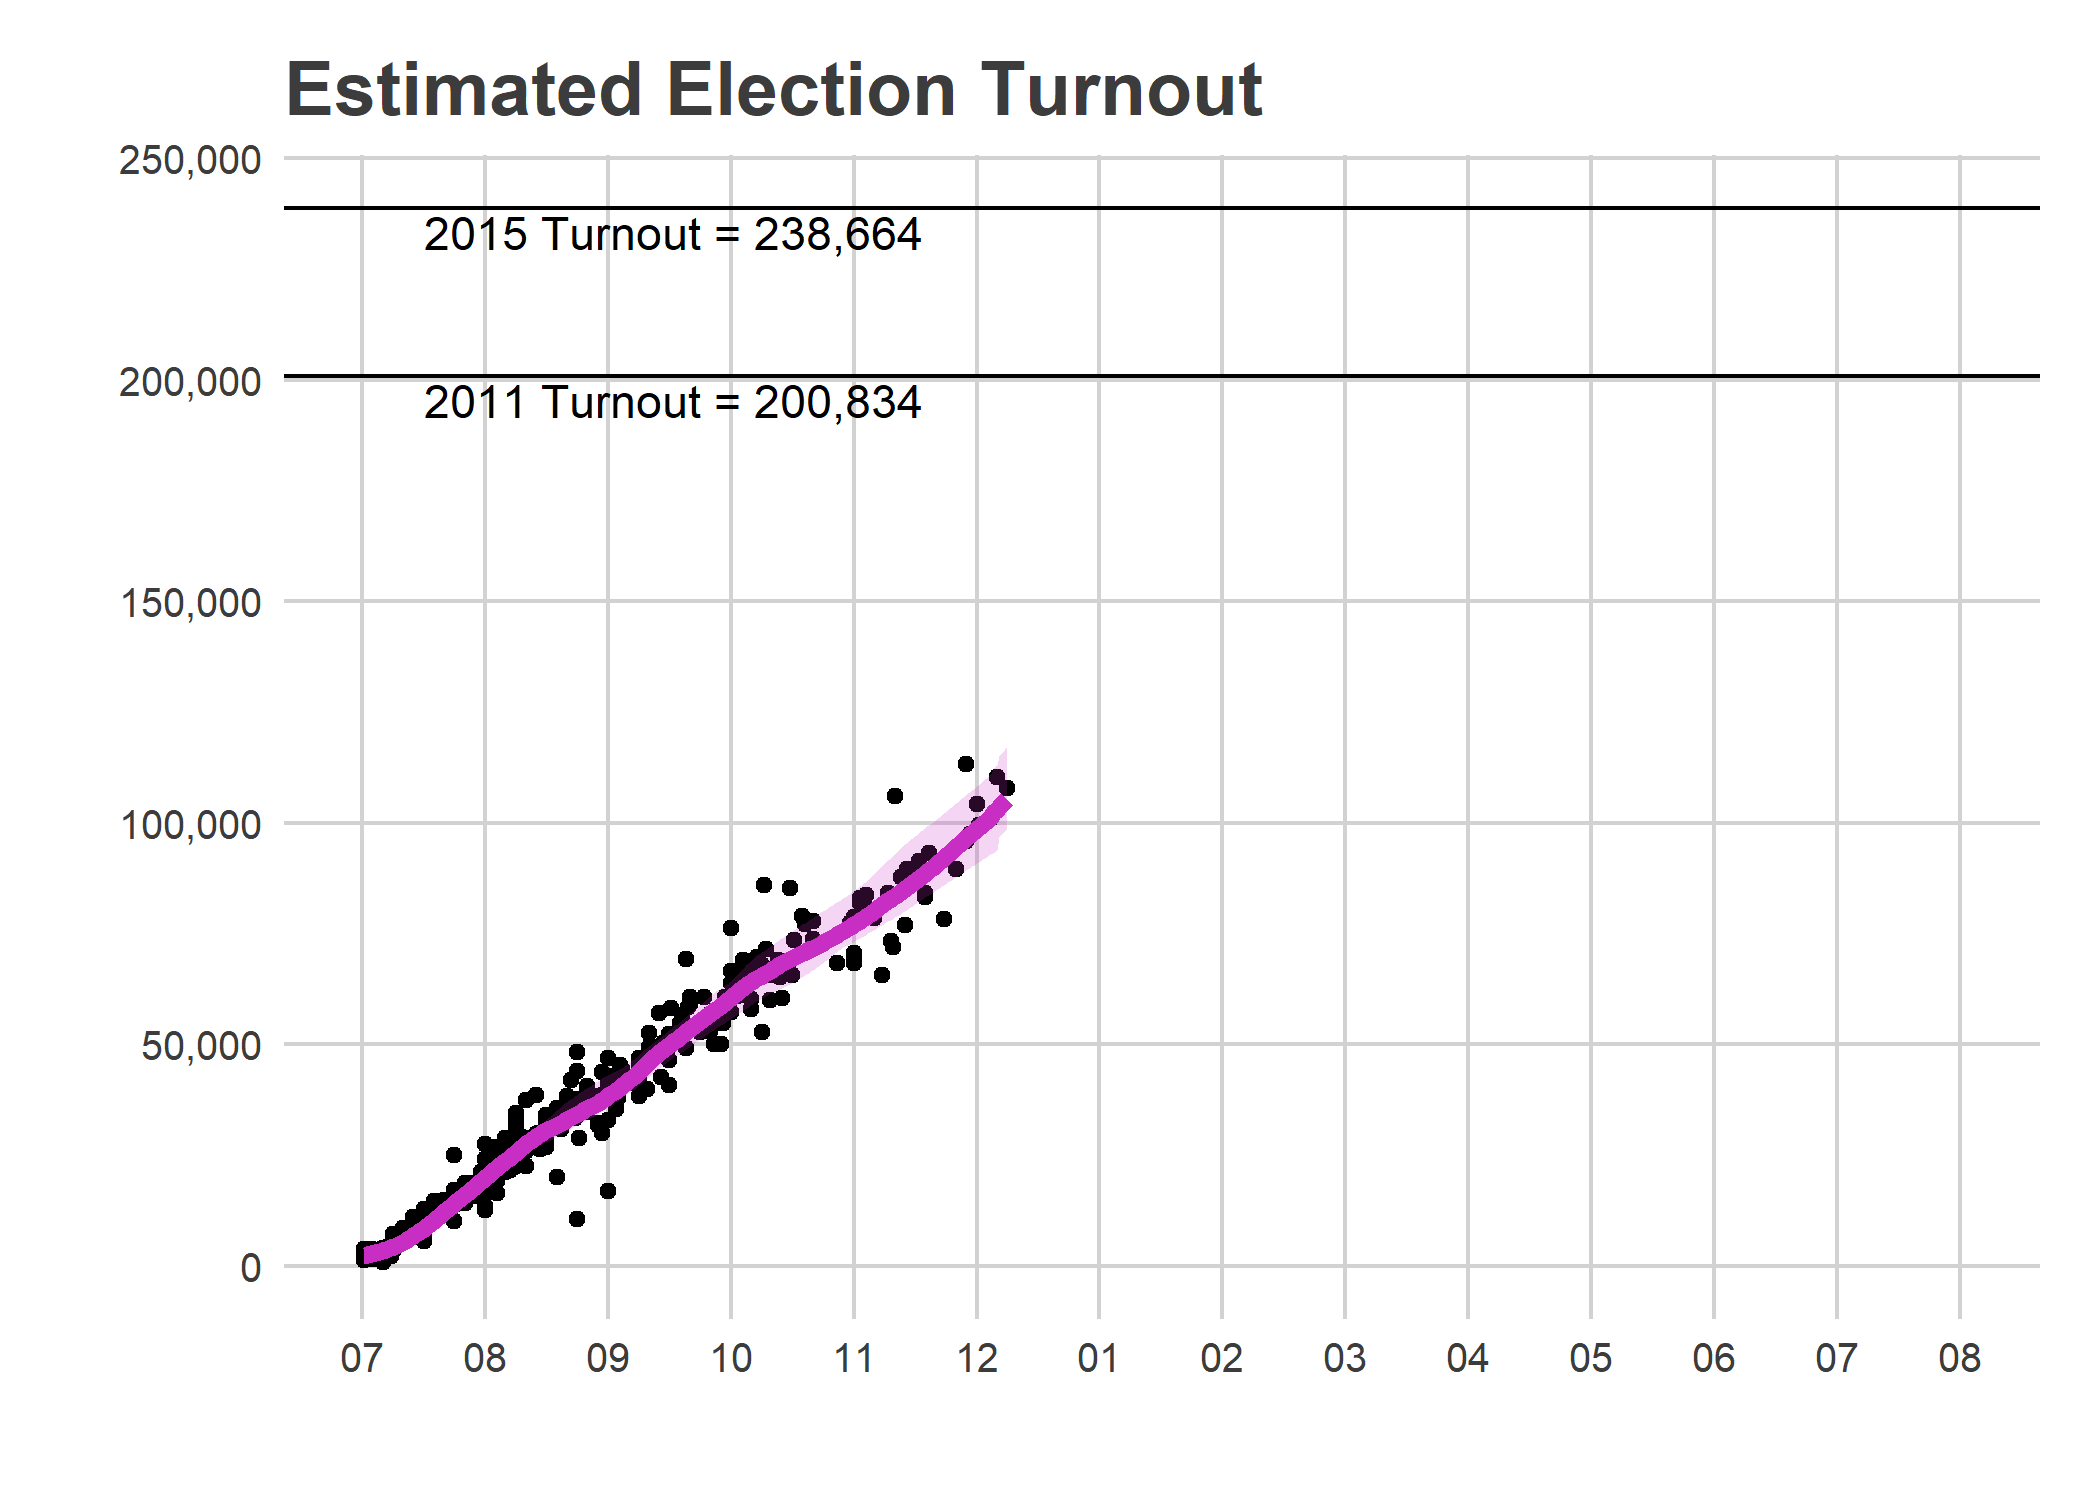 Estimated Election Turnout
250,000
2015 Turnout = 238,664
200,000
2011 Turnout = 200,834
150,000
100,000
50,000
0
07 08 09 10 11 12 01 02 03 04 05 06 07 08